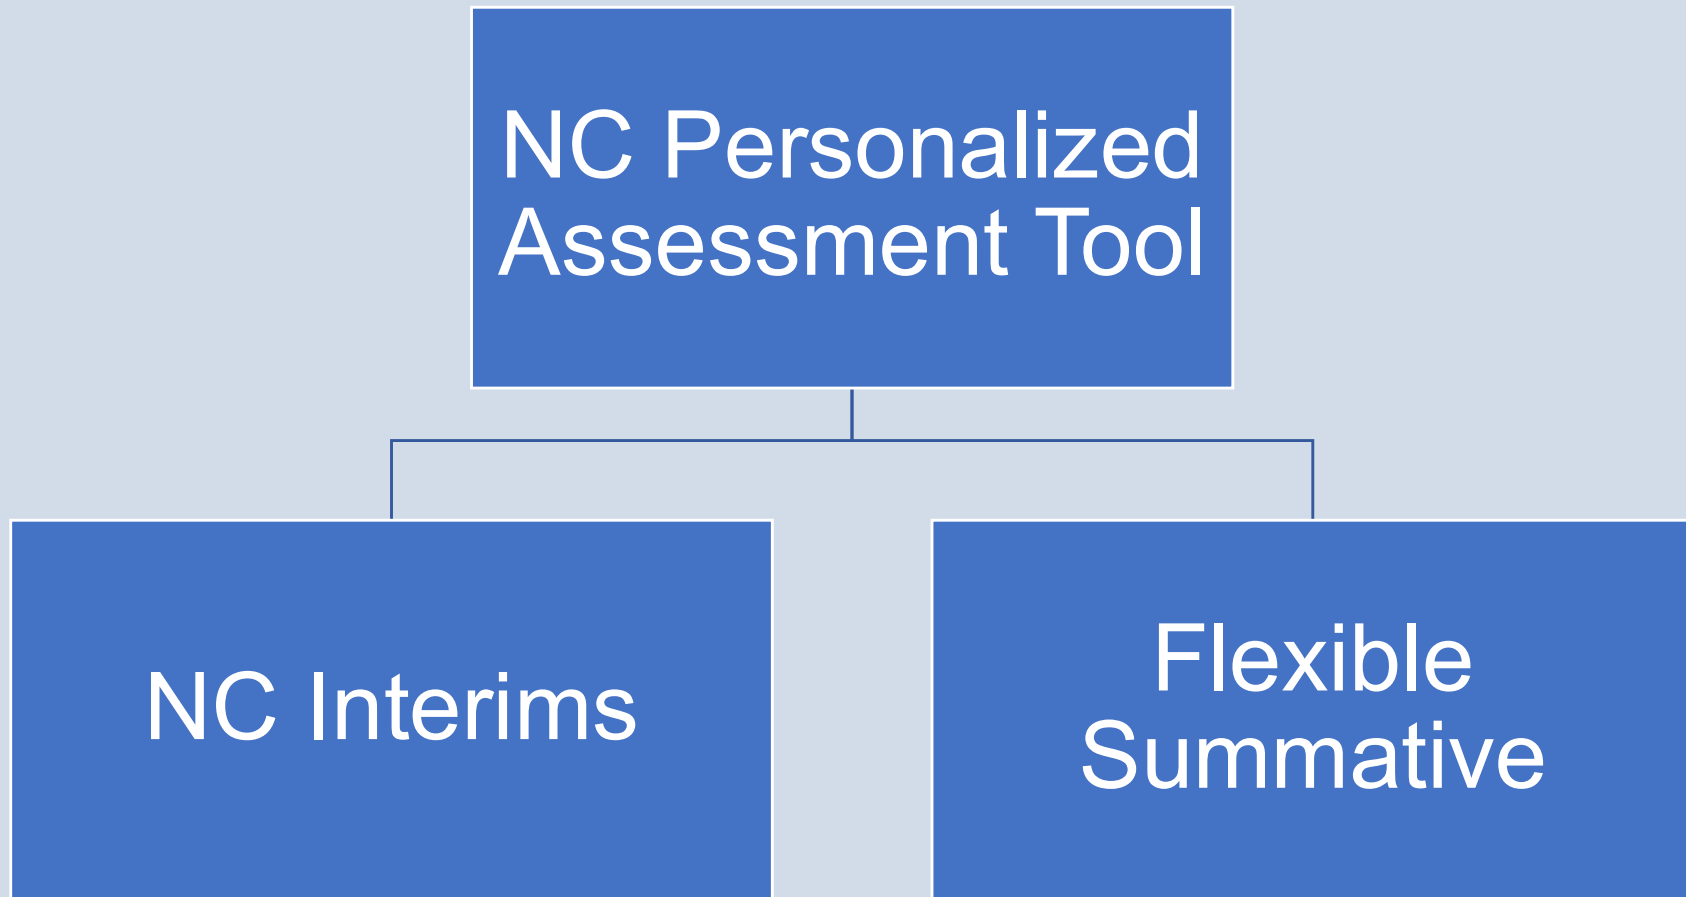 NC Personalized
Assessment Tool
NC Interims
Flexible
Summative